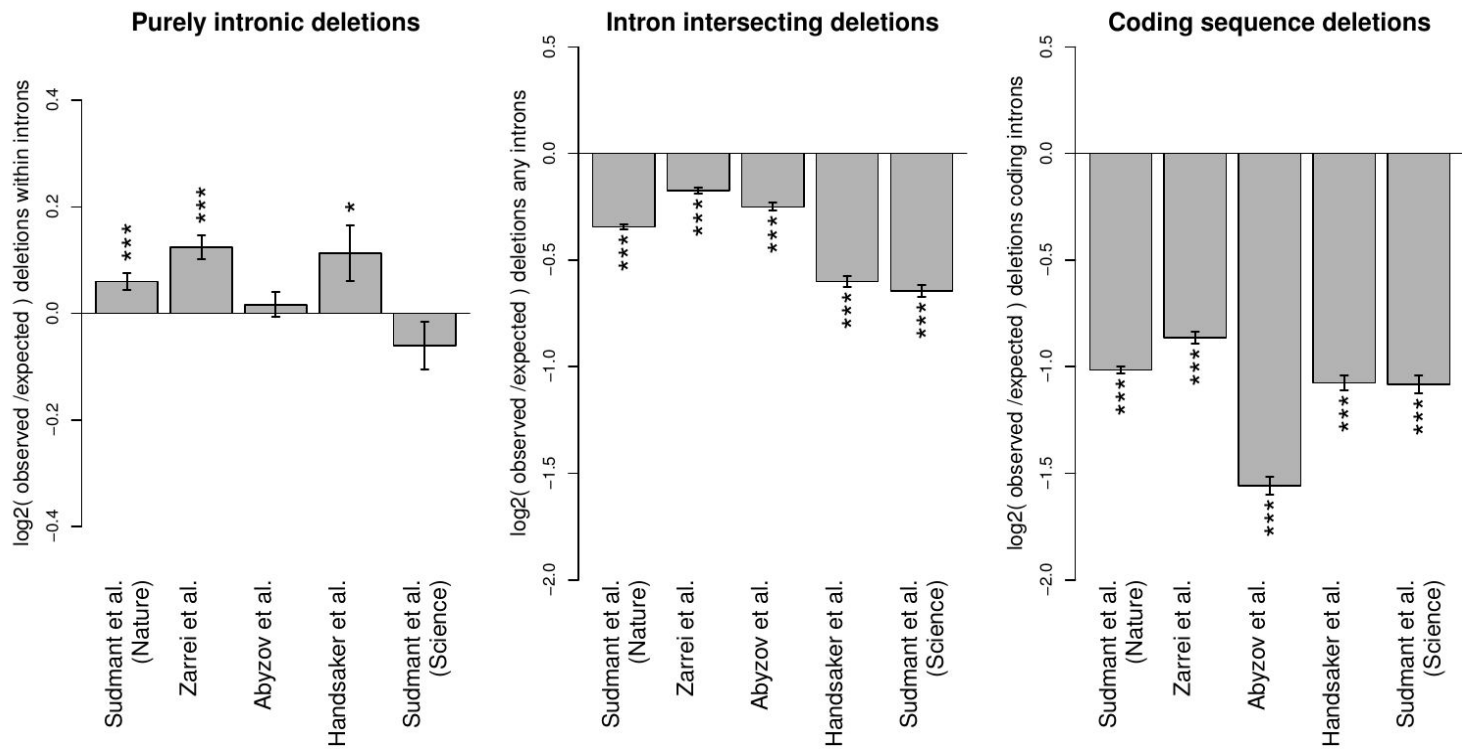 Purely intronic deletions
log2( observed /expected ) deletions within introns
0.4
0.2
0.0
−0.2
−0.4
***
***
*
Sudmant et al.
(Nature)
Zarrei et al.
Abyzov et al.
Handsaker et al.
Sudmant et al.
(Science)
Intron intersecting deletions
log2( observed /expected ) deletions any introns
0.5
0.0
−0.5
−1.0
−1.5
−2.0
***
***
***
***
***
Sudmant et al.
(Nature)
Zarrei et al.
Abyzov et al.
Handsaker et al.
Sudmant et al.
(Science)
Coding sequence deletions
log2( observed /expected ) deletions coding introns
0.5
0.0
−0.5
−1.0
−1.5
−2.0
***
***
***
***
***
Sudmant et al.
(Nature)
Zarrei et al.
Abyzov et al.
Handsaker et al.
Sudmant et al.
(Science)